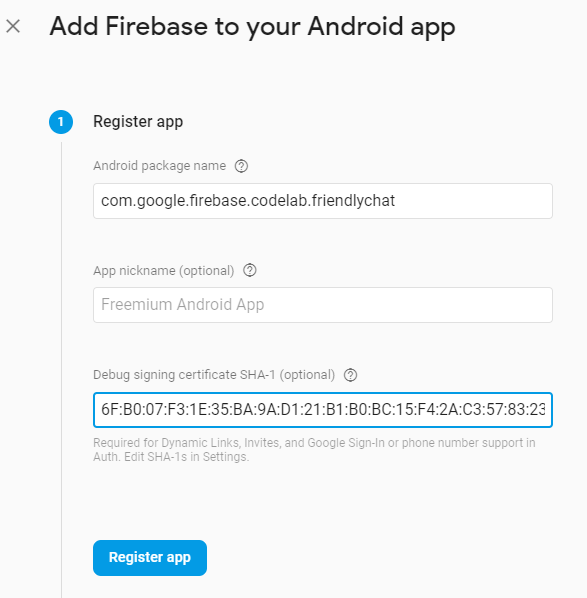 Add Firebase to your Android app
1
Register app
Android package name
com.google.firebase.codelab.friendlychat
App nickname (optional)
Freemium Android App
Debug signing certificate SHA-1 (optional)
6F:B0:07:F3:1E:35:BA:9A:D1:21:B1:B0:BC:15:F4:2A:C3:57:83:23
Required for Dynamic Links, Invites, and Google Sign-In or phone number support in
Auth. Edit SHA-1s in Settings.
Register app